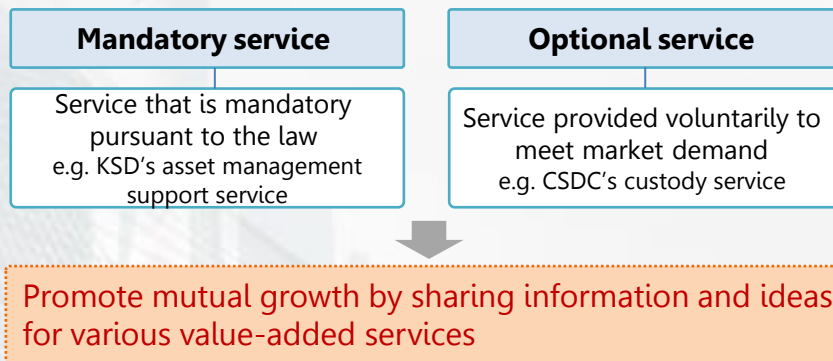 Mandatory service
Service that is mandatory
pursuant to the law
e.g. KSD's asset management
support service
Optional service
Service provided voluntarily to
meet market demand
e.g. CSDC's custody service
Promote mutual growth by sharing information and ideas
for various value-added services